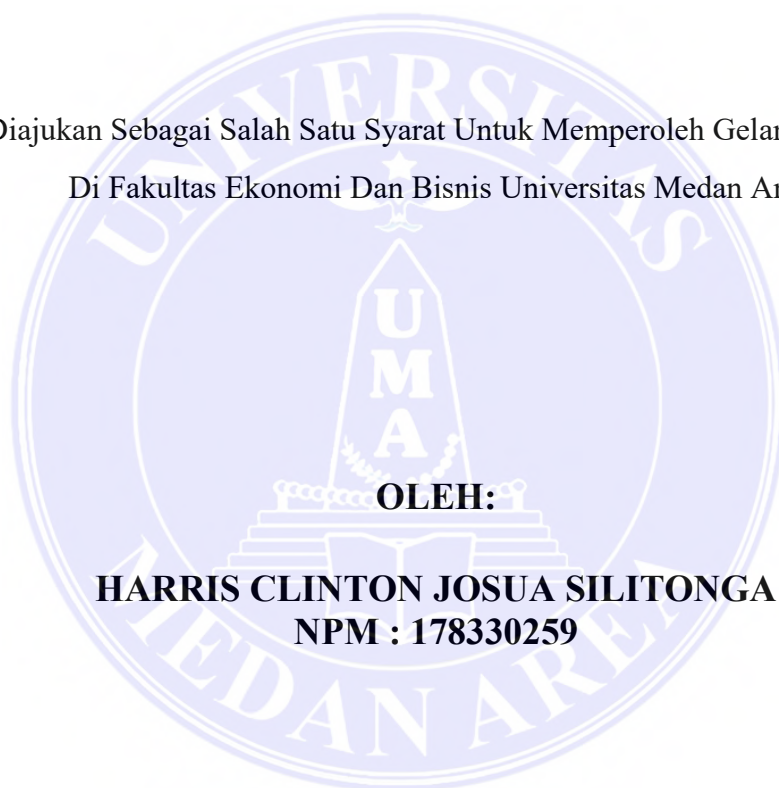 Diajukan Sebagai Salah Satu Syarat Untuk Memperoleh Gelar
Di Fakultas Ekonomi Dan Bisnis Universitas Medan
UNIVERSITAS
UMA
OLEH:
HARRIS CLINTON JOSUA SILITONGA
NPM : 178330259
MEDAN AREA